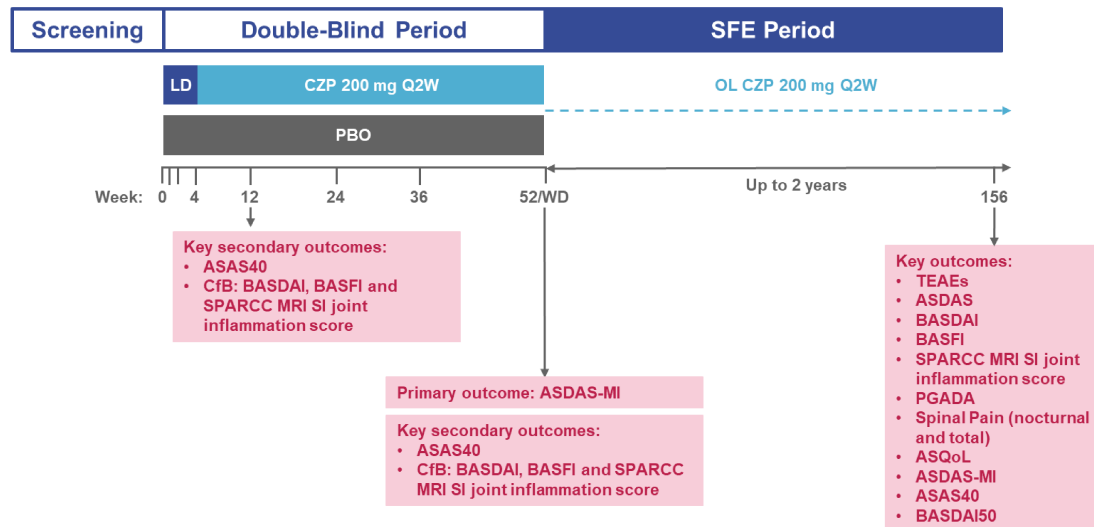 Screening
Double-Blind Period
SFE Period
LD
CZP 200 mg Q2W
OL CZP 200 mg Q2W
PBO
Week: 0 4 12 24 36 52/WD
Up to 2 years
156
Key secondary outcomes:
• ASAS40
• CfB: BASDAI, BASFI and
SPARCC MRI SI joint
inflammation score
Primary outcome: ASDAS-MI
Key secondary outcomes:
• ASAS40
• CfB: BASDAI, BASFI and SPARCC
MRI SI joint inflammation score
Key outcomes:
• TEAEs
• ASDAS
• BASDAI
• BASFI
• SPARCC MRI SI joint
inflammation score
• PGADA
• Spinal Pain (nocturnal
and total)
• ASQoL
• ASDAS-MI
• ASAS40
• BASDAI50